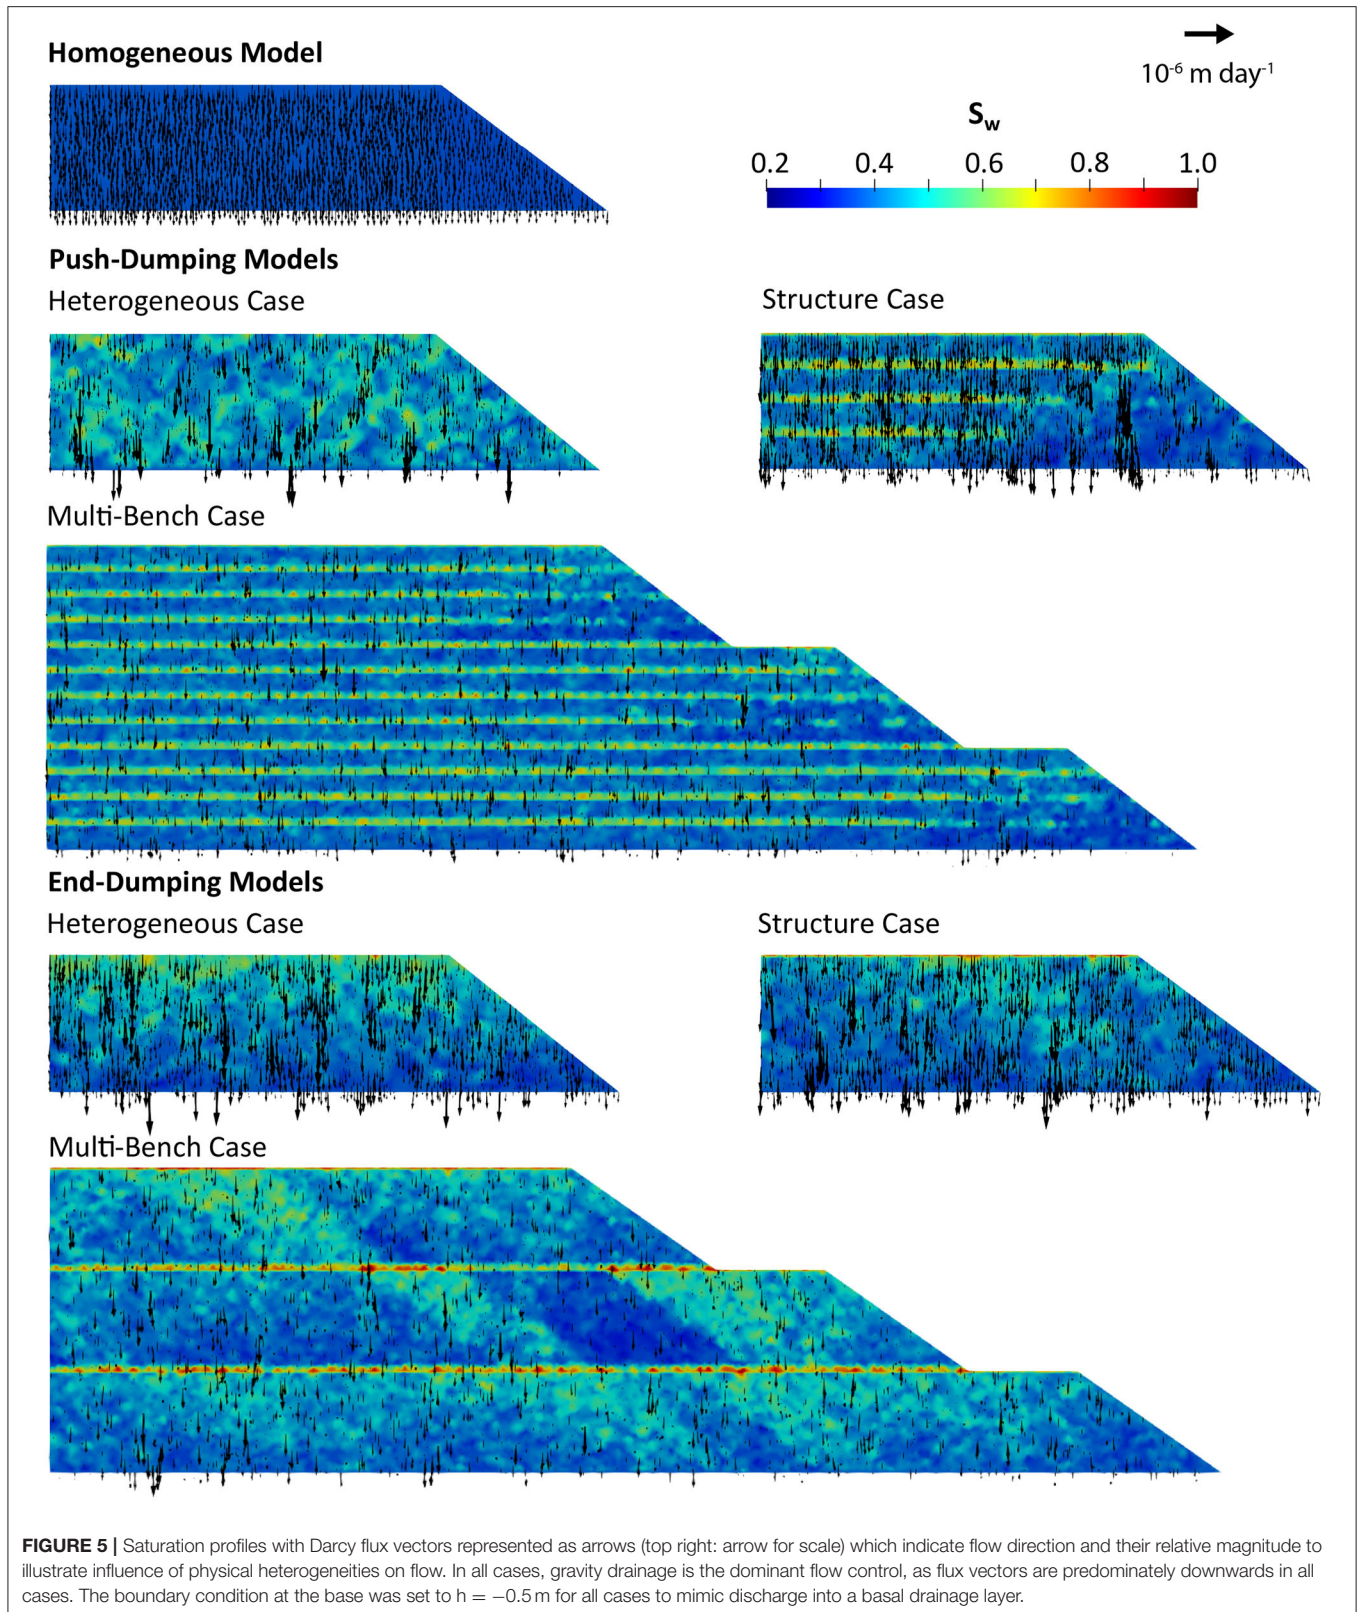 Homogeneous Model
10⁻⁶ m day⁻¹
S_w
0.2 0.4 0.6 0.8 1.0
Push-Dumping Models
Heterogeneous Case
Structure Case
Multi-Bench Case
End-Dumping Models
Heterogeneous Case
Structure Case
Multi-Bench Case
FIGURE 5 | Saturation profiles with Darcy flux vectors represented as arrows (top right: arrow for scale) which indicate flow direction and their relative magnitude to
illustrate influence of physical heterogeneities on flow. In all cases, gravity drainage is the dominant flow control, as flux vectors are predominately downwards in all
cases. The boundary condition at the base was set to h = −0.5 m for all cases to mimic discharge into a basal drainage layer.